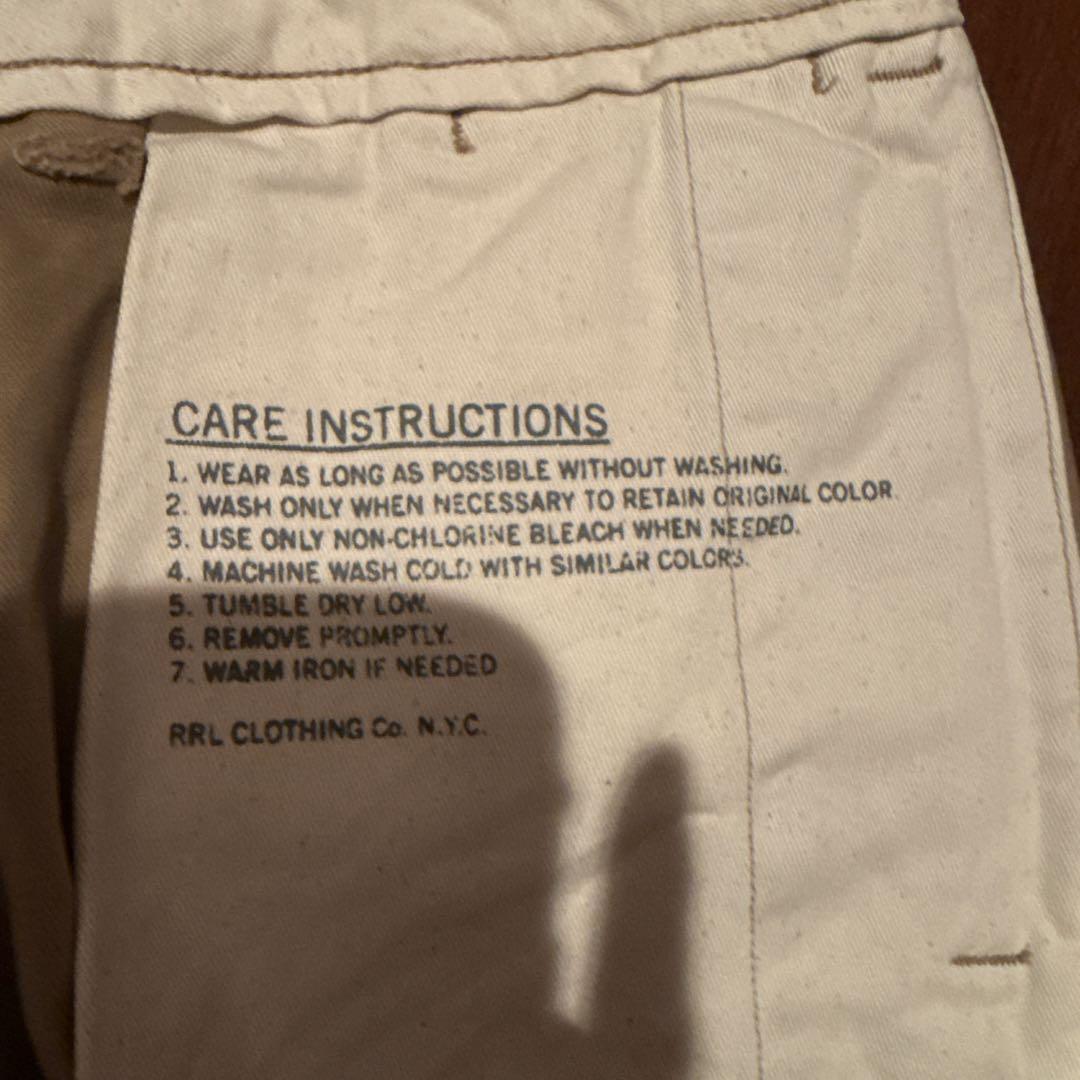 CARE INSTRUCTIONS
1. WEAR AS LONG AS POSSIBLE WITHOUT WASHING.
2. WASH ONLY WHEN NECESSARY TO RETAIN ORIGINAL COLOR.
3. USE ONLY NON-CHLORINE BLEACH WHEN NEEDED.
4. MACHINE WASH COLD WITH SIMILAR COLORS.
5. TUMBLE DRY LOW.
6. REMOVE PROMPTLY.
7. WARM IRON IF NEEDED
RRL CLOTHING Co. N.Y.C.